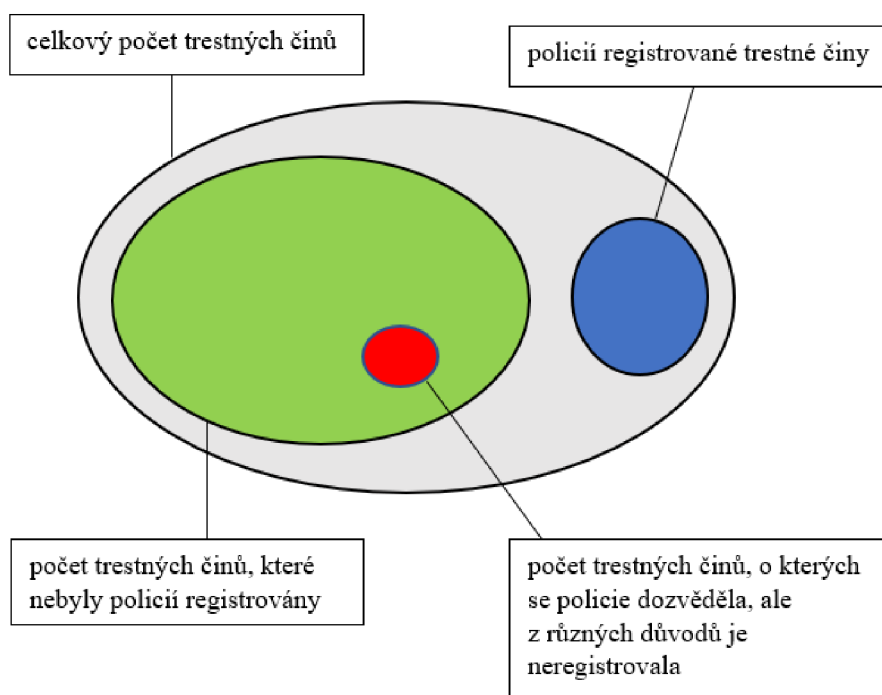 celkový počet trestných činů
policií registrované trestné činy
počet trestných činů, které
nebyly policií registrovány
počet trestných činů, o kterých
se policie dozvěděla, ale
z různých důvodů je
neregistrovala